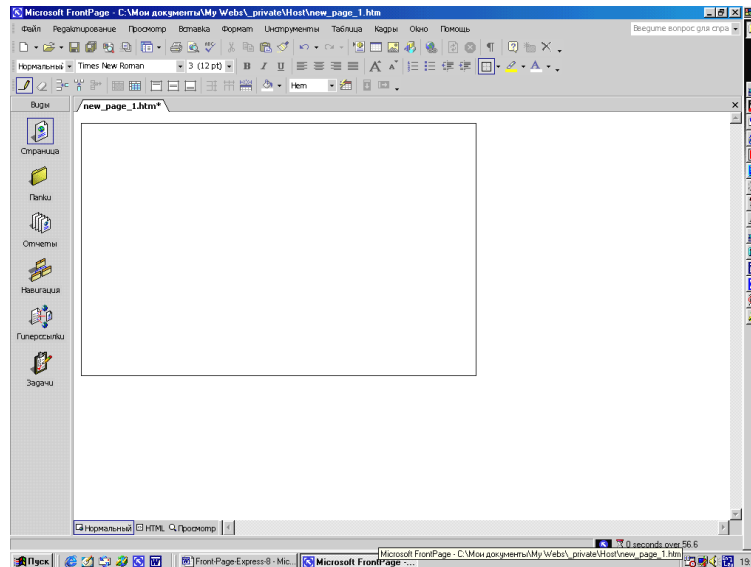 Microsoft FrontPage - C:\Мои документы\My Webs\_private\Host\new_page_1.htm
Файл Редактирование Просмотр Вставка Формат Инструменты Таблица Кадры Окно Помощь Введите вопрос для спра
Нормальный Times New Roman 3 (12 pt)
Нет
Виды new_page_1.htm*
Страница
Папки
Отчеты
Навигация
Гиперссылки
Задачи
Нормальный HTML Просмотр
0 seconds over 56.6
Microsoft FrontPage - C:\Мои документы\My Webs\_private\Host\new_page_1.htm
Пуск Front-Page-Express-8 - Mic... Microsoft FrontPage -... 19